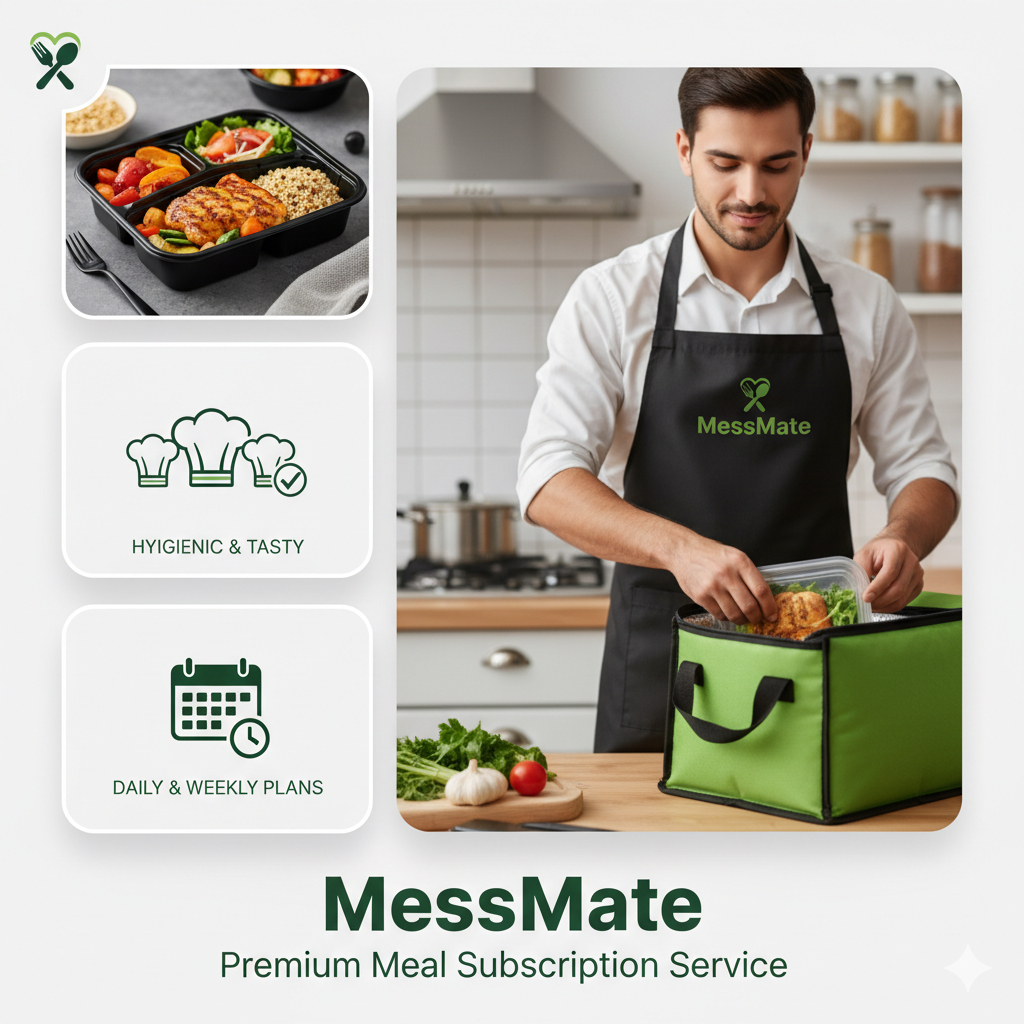 HYIGIENIC & TASTY
DAILY & WEEKLY PLANS
MessMate
MessMate
Premium Meal Subscription Service